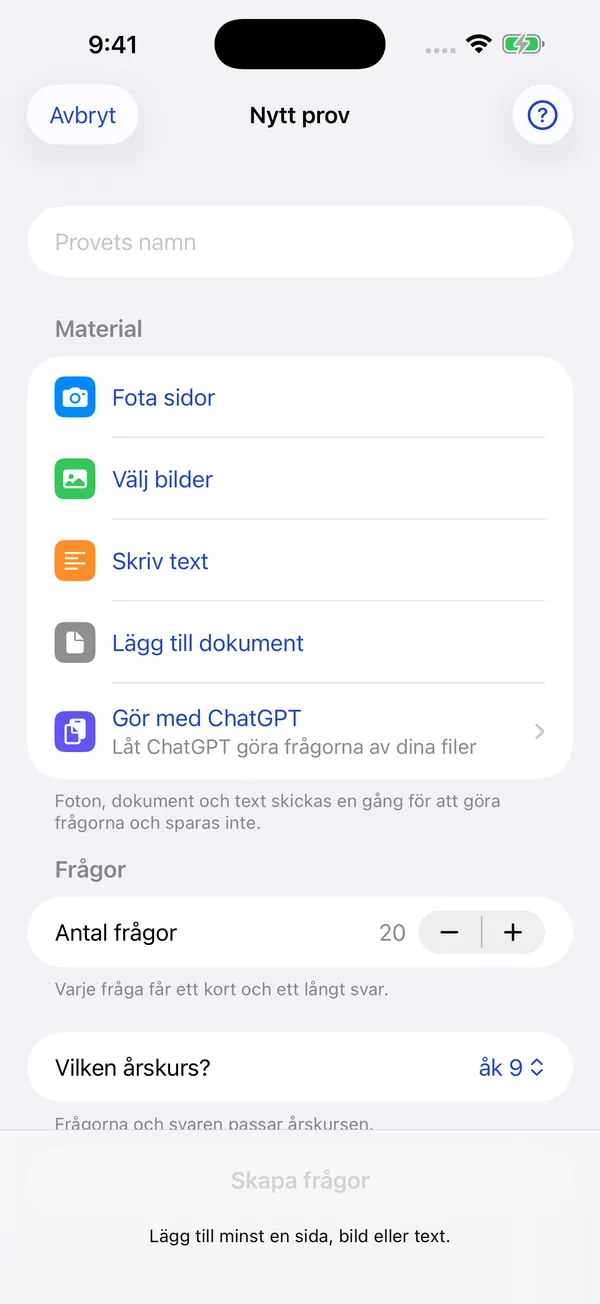 9:41
Avbryt
Nytt prov
?
Provets namn
Material
Fota sidor
Välj bilder
Skriv text
Lägg till dokument
Gör med ChatGPT
Låt ChatGPT göra frågorna av dina filer
Foton, dokument och text skickas en gång för att göra
frågorna och sparas inte.
Frågor
Antal frågor
20
− +
Varje fråga får ett kort och ett långt svar.
Vilken årskurs?
åk 9
Frågorna och svaren passar årskursen.
Skapa frågor
Lägg till minst en sida, bild eller text.